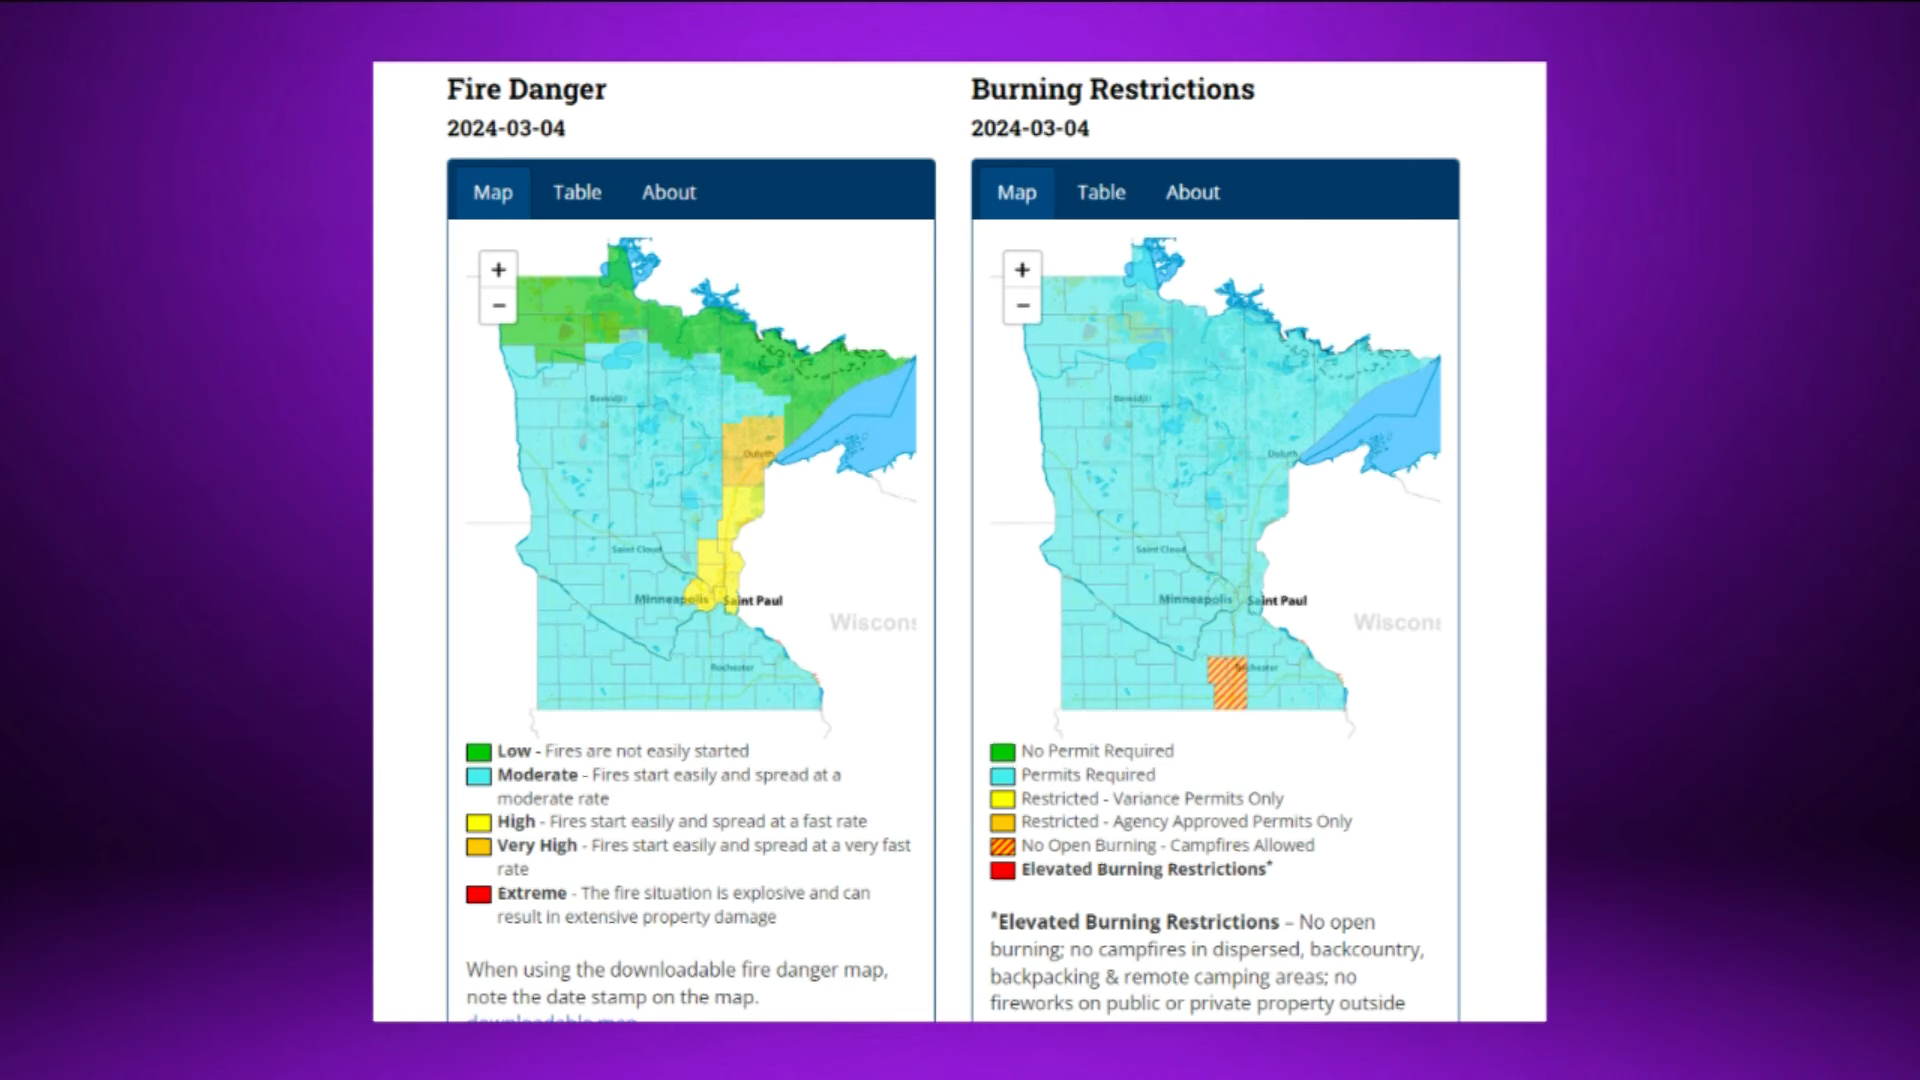 Fire Danger
2024-03-04
Map Table About
+
−
Bemidji
Duluth
Saint Cloud
Minneapolis Saint Paul
Wiscons
Rochester
Low - Fires are not easily started
Moderate - Fires start easily and spread at a
moderate rate
High - Fires start easily and spread at a fast rate
Very High - Fires start easily and spread at a very fast
rate
Extreme - The fire situation is explosive and can
result in extensive property damage
When using the downloadable fire danger map,
note the date stamp on the map.
downloadable map
Burning Restrictions
2024-03-04
Map Table About
+
−
Bemidji
Duluth
Saint Cloud
Minneapolis Saint Paul
Wiscons
Rochester
No Permit Required
Permits Required
Restricted - Variance Permits Only
Restricted - Agency Approved Permits Only
No Open Burning - Campfires Allowed
Elevated Burning Restrictions*
*Elevated Burning Restrictions – No open
burning; no campfires in dispersed, backcountry,
backpacking & remote camping areas; no
fireworks on public or private property outside